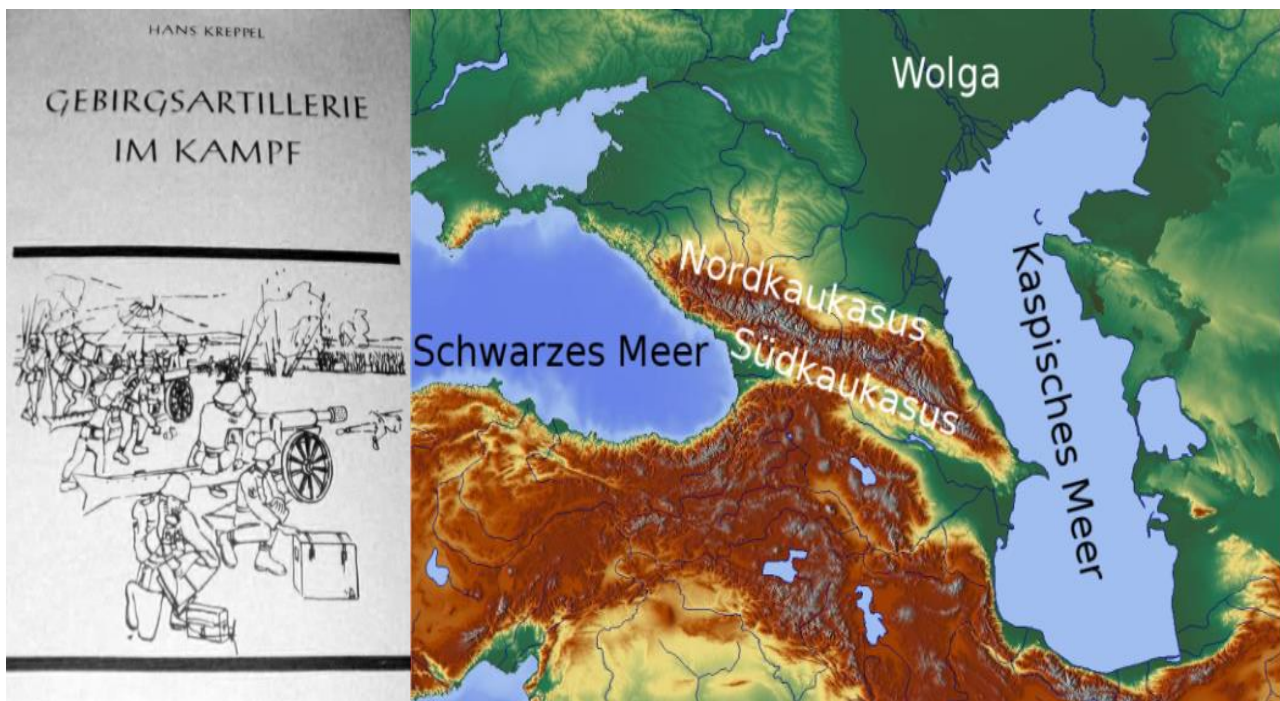 HANS KREPPEL
GEBIRGSARTILLERIE
IM KAMPF
Wolga
Nordkaukasus
Südkaukasus
Schwarzes Meer
Kaspisches Meer